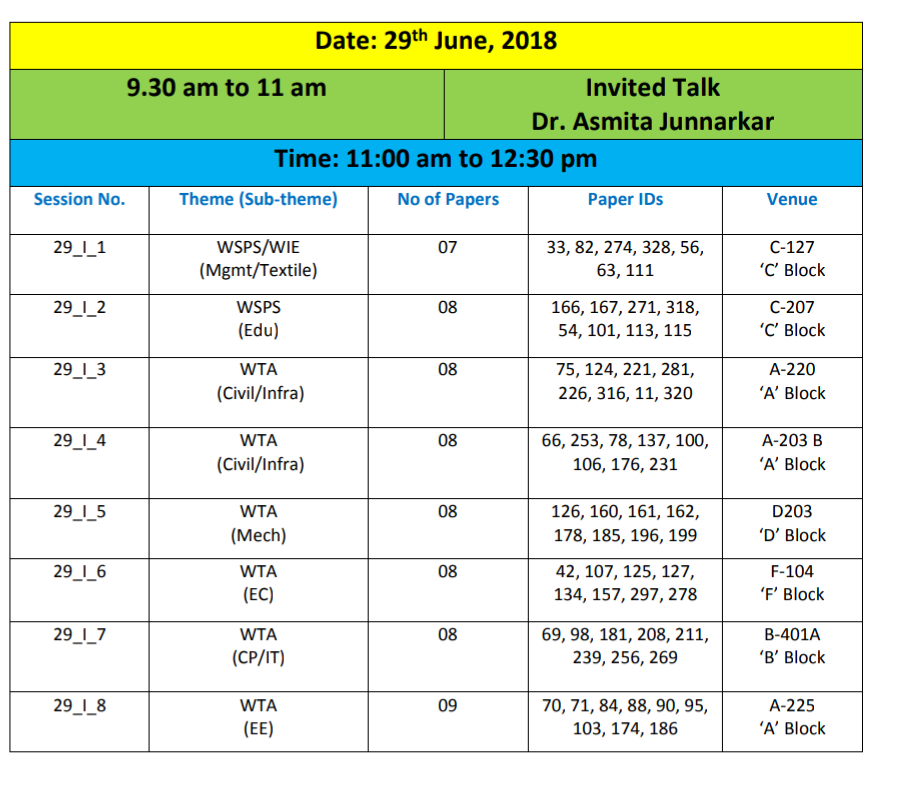 Date: 29th June, 2018
9.30 am to 11 am
Invited Talk
Dr. Asmita Junnarkar
Time: 11:00 am to 12:30 pm
Session No. Theme (Sub-theme) No of Papers Paper IDs Venue
29_I_1 WSPS/WIE 07 33, 82, 274, 328, 56, C-127
(Mgmt/Textile) 63, 111 ‘C’ Block
29_I_2 WSPS 08 166, 167, 271, 318, C-207
(Edu) 54, 101, 113, 115 ‘C’ Block
29_I_3 WTA 08 75, 124, 221, 281, A-220
(Civil/Infra) 226, 316, 11, 320 ‘A’ Block
29_I_4 WTA 08 66, 253, 78, 137, 100, A-203 B
(Civil/Infra) 106, 176, 231 ‘A’ Block
29_I_5 WTA 08 126, 160, 161, 162, D203
(Mech) 178, 185, 196, 199 ‘D’ Block
29_I_6 WTA 08 42, 107, 125, 127, F-104
(EC) 134, 157, 297, 278 ‘F’ Block
29_I_7 WTA 08 69, 98, 181, 208, 211, B-401A
(CP/IT) 239, 256, 269 ‘B’ Block
29_I_8 WTA 09 70, 71, 84, 88, 90, 95, A-225
(EE) 103, 174, 186 ‘A’ Block